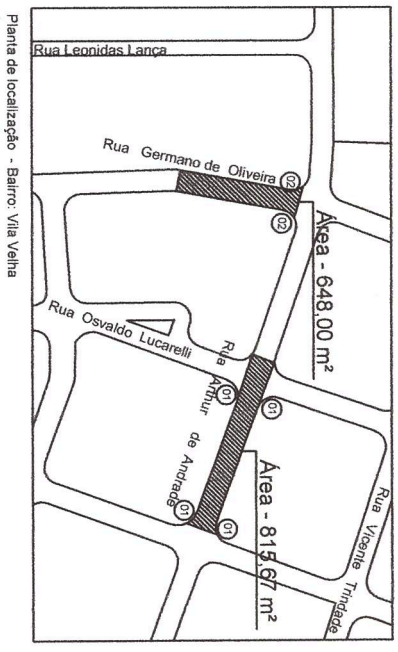 Rua Leonidas Lança
Rua Germano de Oliveira
02
02
Área - 648,00 m²
Rua Osvaldo Lucarelli
Rua Arthur de Andrade
01
01
01
01
Área - 815,67 m²
Rua Vicente Trindade
Planta de localização - Bairro: Vila Velha